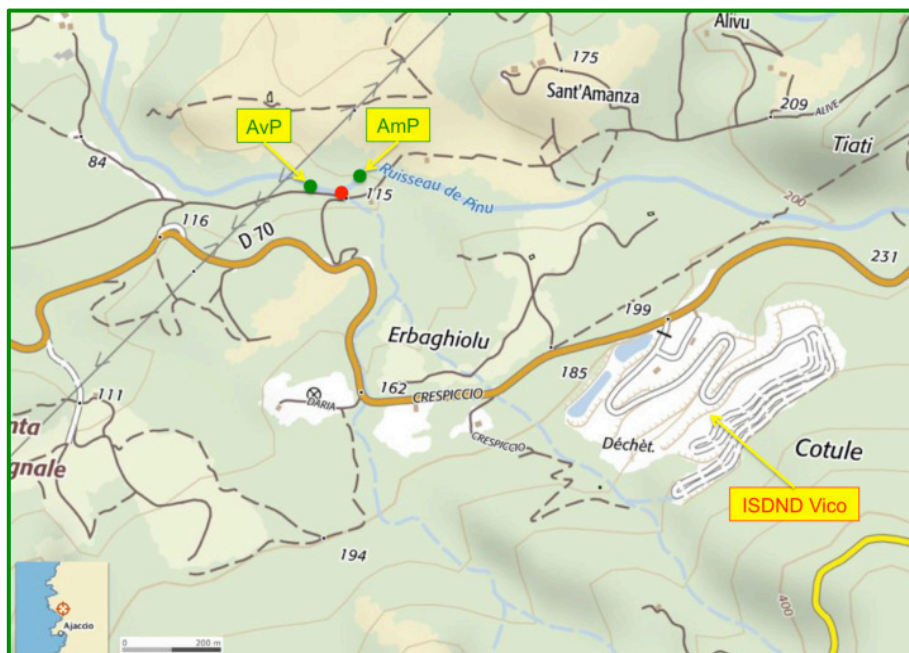 Alivu
175
Sant'Amanza
209
ALIVE
AvP
AmP
Tiati
84
Ruisseau de Pinu
115
200
116
D 70
231
199
Erbaghiolu
185
111
162
CRESPICCIO
DARIA
CRESPICCIO
Déchèt.
Cotule
nta
gnale
ISDND Vico
194
400
Ajaccio
0
200 m